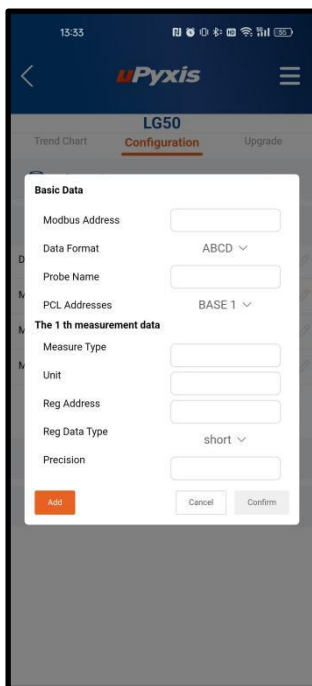 13:33
55
uPyxis
LG50
Trend Chart Configuration Upgrade
Basic Data
Modbus Address
Data Format ABCD
Probe Name
PCL Addresses BASE 1
The 1 th measurement data
Measure Type
Unit
Reg Address
Reg Data Type short
Precision
Add Cancel Confirm
D
M
M
M